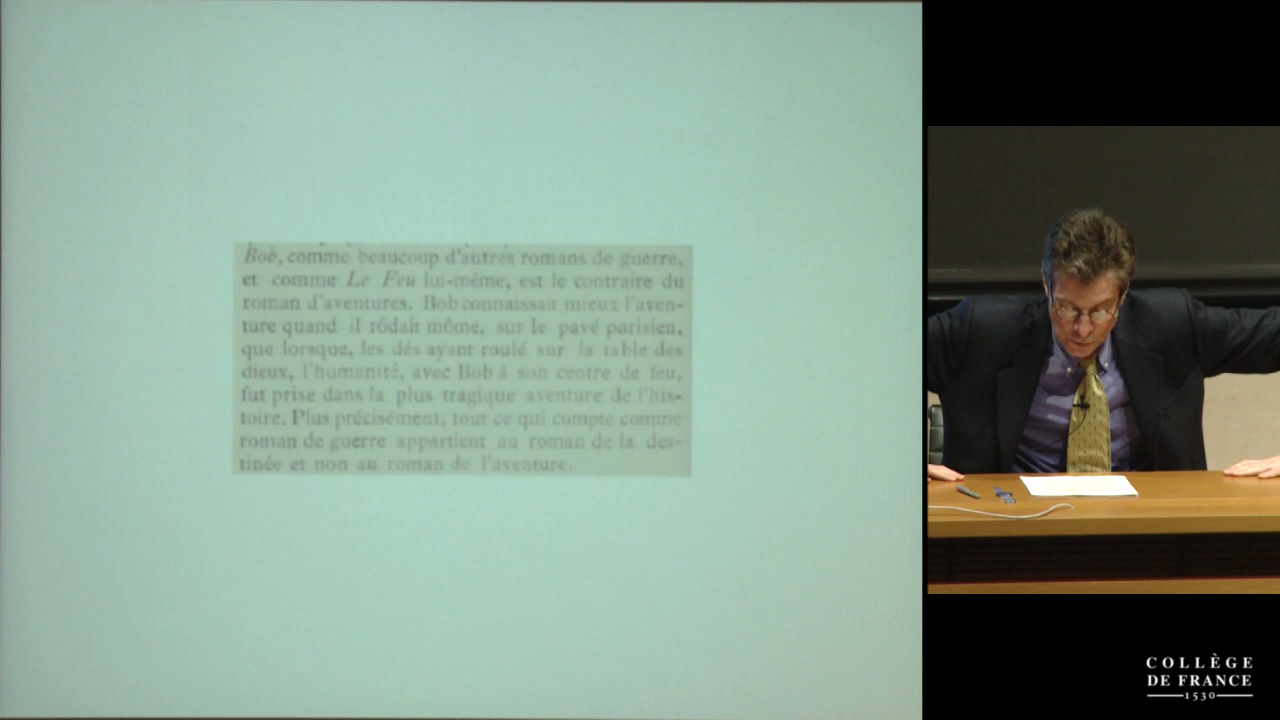 Bob, comme beaucoup d'autres romans de guerre,
et comme Le Feu lui-même, est le contraire du
roman d'aventures. Bob connaissait mieux l'aven-
ture quand il rôdait môme, sur le pavé parisien,
que lorsque, les dés ayant roulé sur la table des
dieux, l'humanité, avec Bob à son centre de feu,
fut prise dans la plus tragique aventure de l'his-
toire. Plus précisément, tout ce qui compte comme
roman de guerre appartient au roman de la des-
tinée et non au roman de l'aventure.
COLLÈGE
DE FRANCE
1530